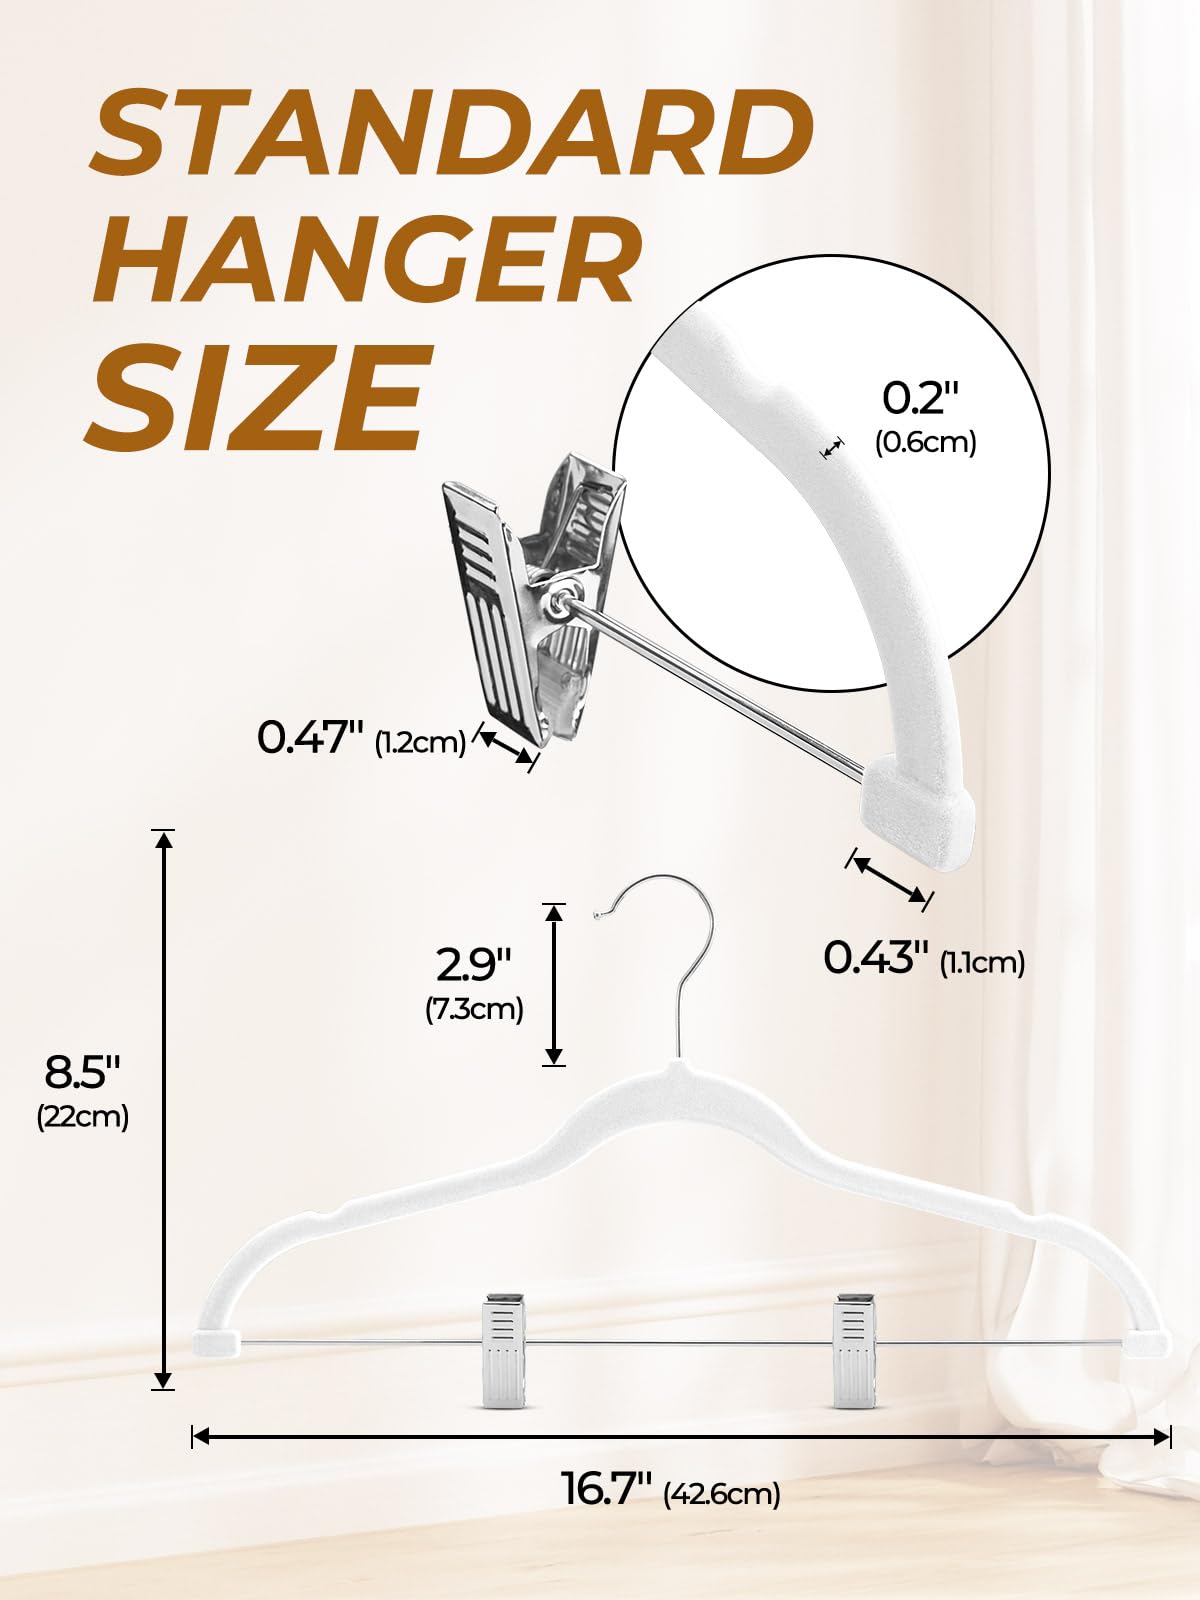 STANDARD
HANGER
SIZE
0.2"
(0.6cm)
0.47" (1.2cm)
0.43" (1.1cm)
2.9"
(7.3cm)
8.5"
(22cm)
16.7" (42.6cm)